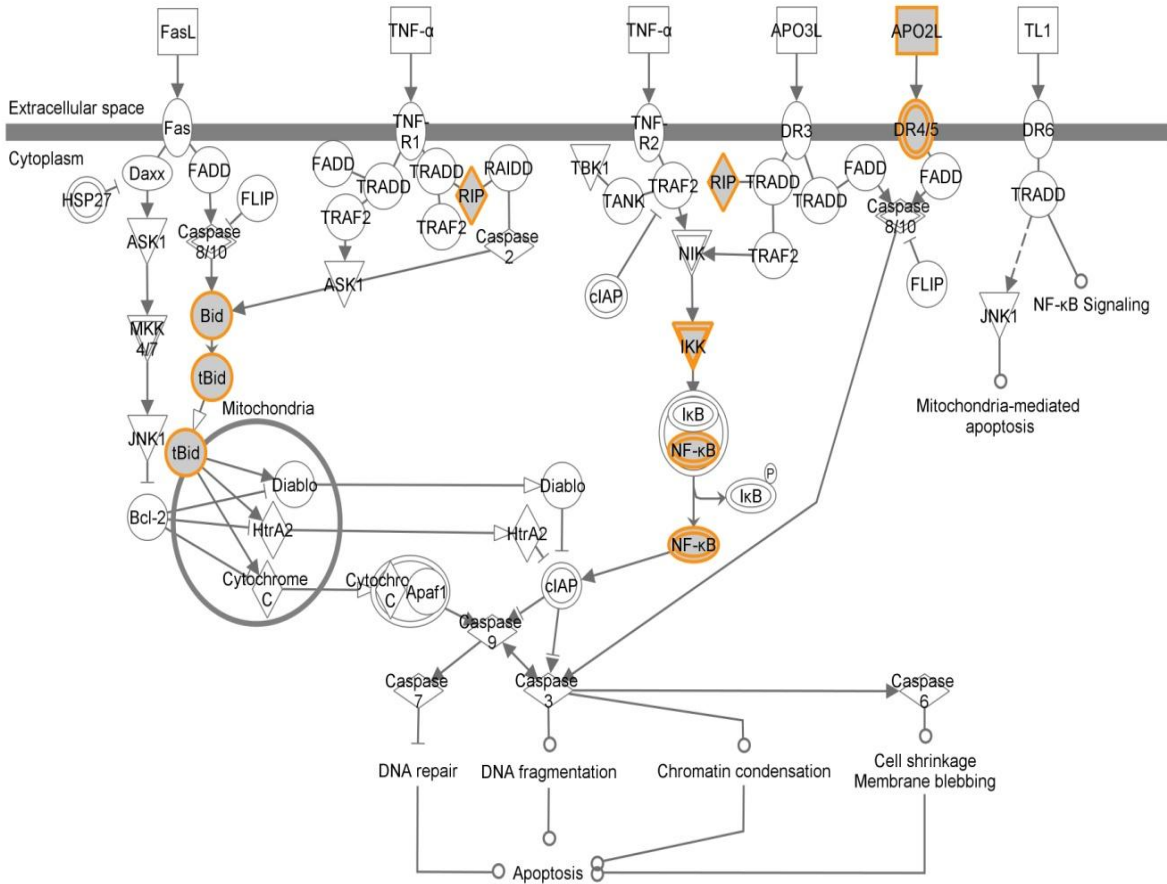 FasL
TNF-α
TNF-α
APO3L
APO2L
TL1
Extracellular space
Fas
TNF-
R1
TNF-
R2
DR3
DR4/5
DR6
Cytoplasm
Daxx
FADD
FADD
TRADD
TRADD
RIP
RAIDD
TBK1
TANK
TRAF2
RIP
TRADD
TRADD
FADD
FADD
TRADD
HSP27
FLIP
ASK1
Caspase
8/10
TRAF2
TRAF2
Caspase
2
ASK1
NIK
TRAF2
cIAP
Caspase
8/10
FLIP
JNK1
NF-κB Signaling
Bid
MKK
4/7
tBid
IKK
Mitochondria
Mitochondria-mediated
apoptosis
JNK1
tBid
IκB
NF-κB
Diablo
Diablo
IκB
P
Bcl-2
HtrA2
HtrA2
NF-κB
Cytochrome
C
Cytochro
C
Apaf1
cIAP
Caspase
9
Caspase
7
Caspase
3
Caspase
6
DNA repair
DNA fragmentation
Chromatin condensation
Cell shrinkage
Membrane blebbing
Apoptosis